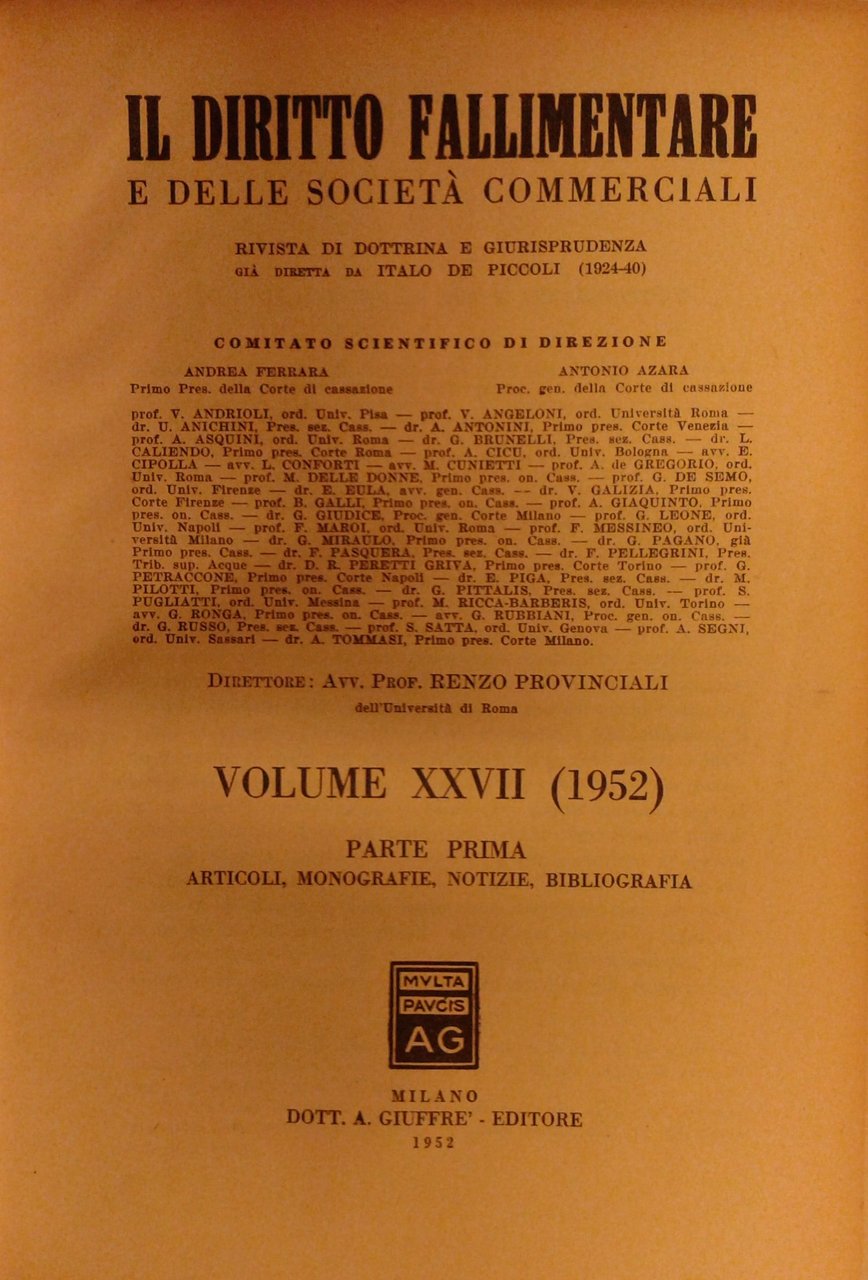 IL DIRITTO FALLIMENTARE
E DELLE SOCIETÀ COMMERCIALI
RIVISTA DI DOTTRINA E GIURISPRUDENZA
GIÀ DIRETTA DA ITALO DE PICCOLI (1924-40)
COMITATO SCIENTIFICO DI DIREZIONE
ANDREA FERRARA
Primo Pres. della Corte di cassazione
ANTONIO AZARA
Proc. gen. della Corte di cassazione
prof. V. ANDRIOLI, ord. Univ. Pisa — prof. V. ANGELONI, ord. Università Roma —
dr. U. ANICHINI, Pres. sez. Cass. — dr. A. ANTONINI, Primo pres. Corte Venezia —
prof. A. ASQUINI, ord. Univ. Roma — dr. G. BRUNELLI, Pres. sez. Cass. — dr. L.
CALIENDO, Primo pres. Corte Roma — prof. A. CICU, ord. Univ. Bologna — avv. E.
CIPOLLA — avv. L. CONFORTI — avv. M. CUNIETTI — prof. A. de GREGORIO, ord.
Univ. Roma — prof. M. DELLE DONNE, Primo pres. on. Cass. — prof. G. DE SEMO,
ord. Univ. Firenze — dr. E. EULA, avv. gen. Cass. — dr. V. GALIZIA, Primo pres.
Corte Firenze — prof. B. GALLI, Primo pres. on. Cass. — prof. A. GIAQUINTO, Primo
pres. on. Cass. — dr. G. GIUDICE, Proc. gen. Corte Milano — prof. G. LEONE, ord.
Univ. Napoli — prof. F. MAROI, ord. Univ. Roma — prof. F. MESSINEO, ord. Uni-
versità Milano — dr. G. MIRAULO, Primo pres. on. Cass. — dr. G. PAGANO, già
Primo pres. Cass. — dr. F. PASQUERA, Pres. sez. Cass. — dr. F. PELLEGRINI, Pres.
Trib. sup. Acque — dr. D. R. PERETTI GRIVA, Primo pres. Corte Torino — prof. G.
PETRACCONE, Primo pres. Corte Napoli — dr. E. PIGA, Pres. sez. Cass. — dr. M.
PILOTTI, Primo pres. on. Cass. — dr. G. PITTALIS, Pres. sez. Cass. — prof. S.
PUGLIATTI, ord. Univ. Messina — prof. M. RICCA-BARBERIS, ord. Univ. Torino —
avv. G. RONGA, Primo pres. on. Cass. — avv. G. RUBBIANI, Proc. gen. on. Cass. —
dr. G. RUSSO, Pres. sez. Cass. — prof. S. SATTA, ord. Univ. Genova — prof. A. SEGNI,
ord. Univ. Sassari — dr. A. TOMMASI, Primo pres. Corte Milano.
DIRETTORE: AVV. PROF. RENZO PROVINCIALI
dell'Università di Roma
VOLUME XXVII (1952)
PARTE PRIMA
ARTICOLI, MONOGRAFIE, NOTIZIE, BIBLIOGRAFIA
MVLTA
PAVCIS
AG
MILANO
DOTT. A. GIUFFRE' - EDITORE
1952